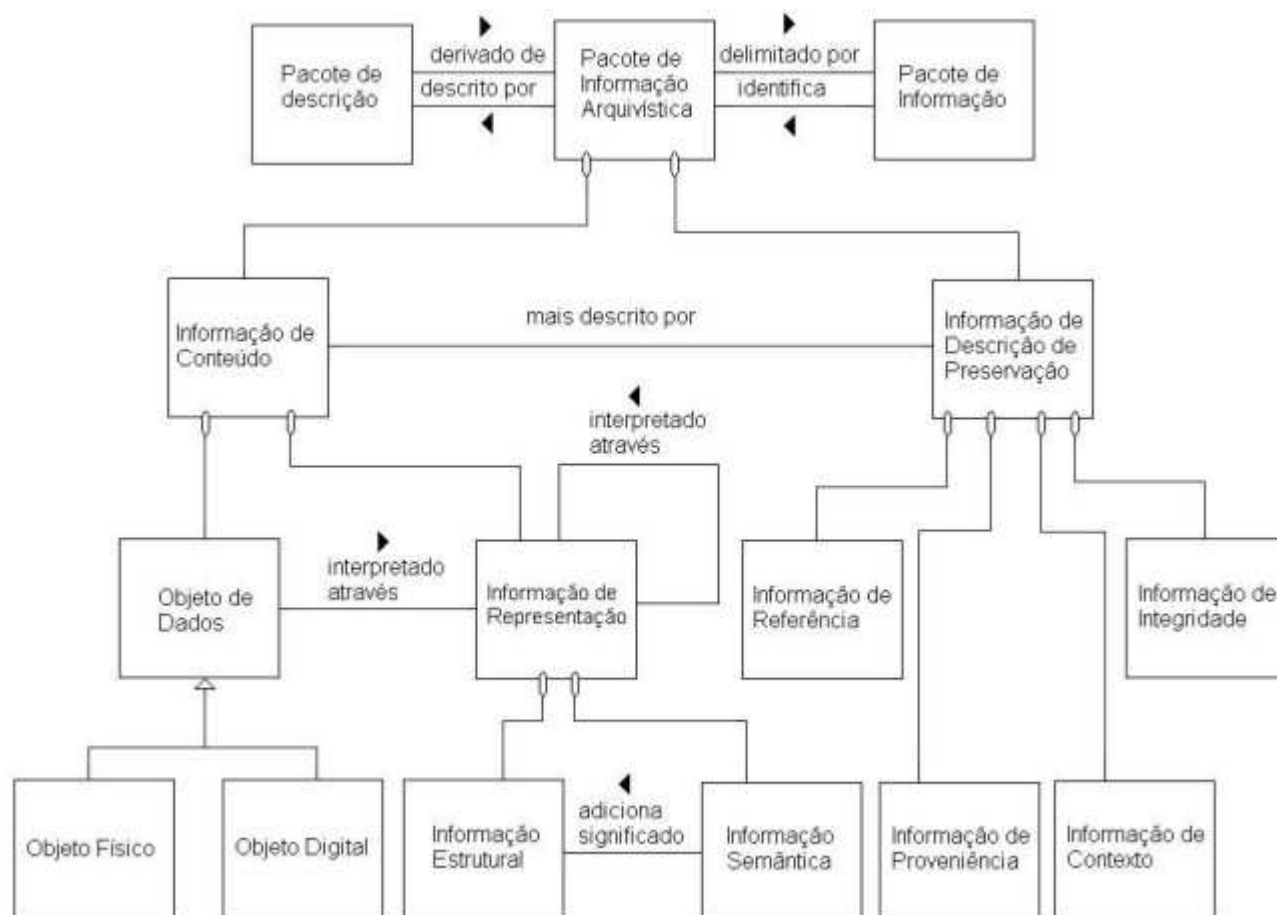 Pacote de
descrição
derivado de
descrito por
Pacote de
Informação
Arquivística
delimitado por
identifica
Pacote de
Informação
Informação de
Conteúdo
mais descrito por
Informação de
Descrição de
Preservação
interpretado
através
Objeto de
Dados
interpretado
através
Informação de
Representação
Informação de
Referência
Informação de
Integridade
Objeto Físico
Objeto Digital
Informação
Estrutural
adiciona
significado
Informação
Semântica
Informação de
Proveniência
Informação de
Contexto